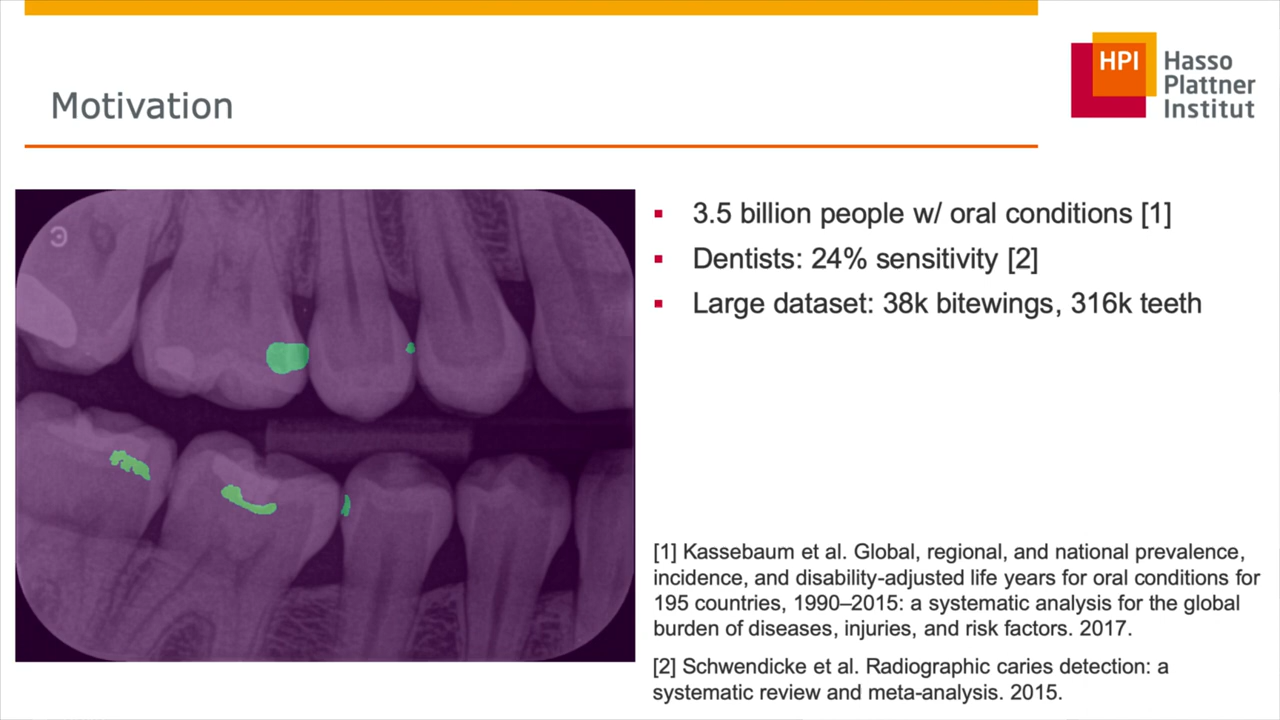 HPI Hasso
Plattner
Institut
Motivation
▪ 3.5 billion people w/ oral conditions [1]
▪ Dentists: 24% sensitivity [2]
▪ Large dataset: 38k bitewings, 316k teeth
[1] Kassebaum et al. Global, regional, and national prevalence,
incidence, and disability-adjusted life years for oral conditions for
195 countries, 1990–2015: a systematic analysis for the global
burden of diseases, injuries, and risk factors. 2017.
[2] Schwendicke et al. Radiographic caries detection: a
systematic review and meta-analysis. 2015.